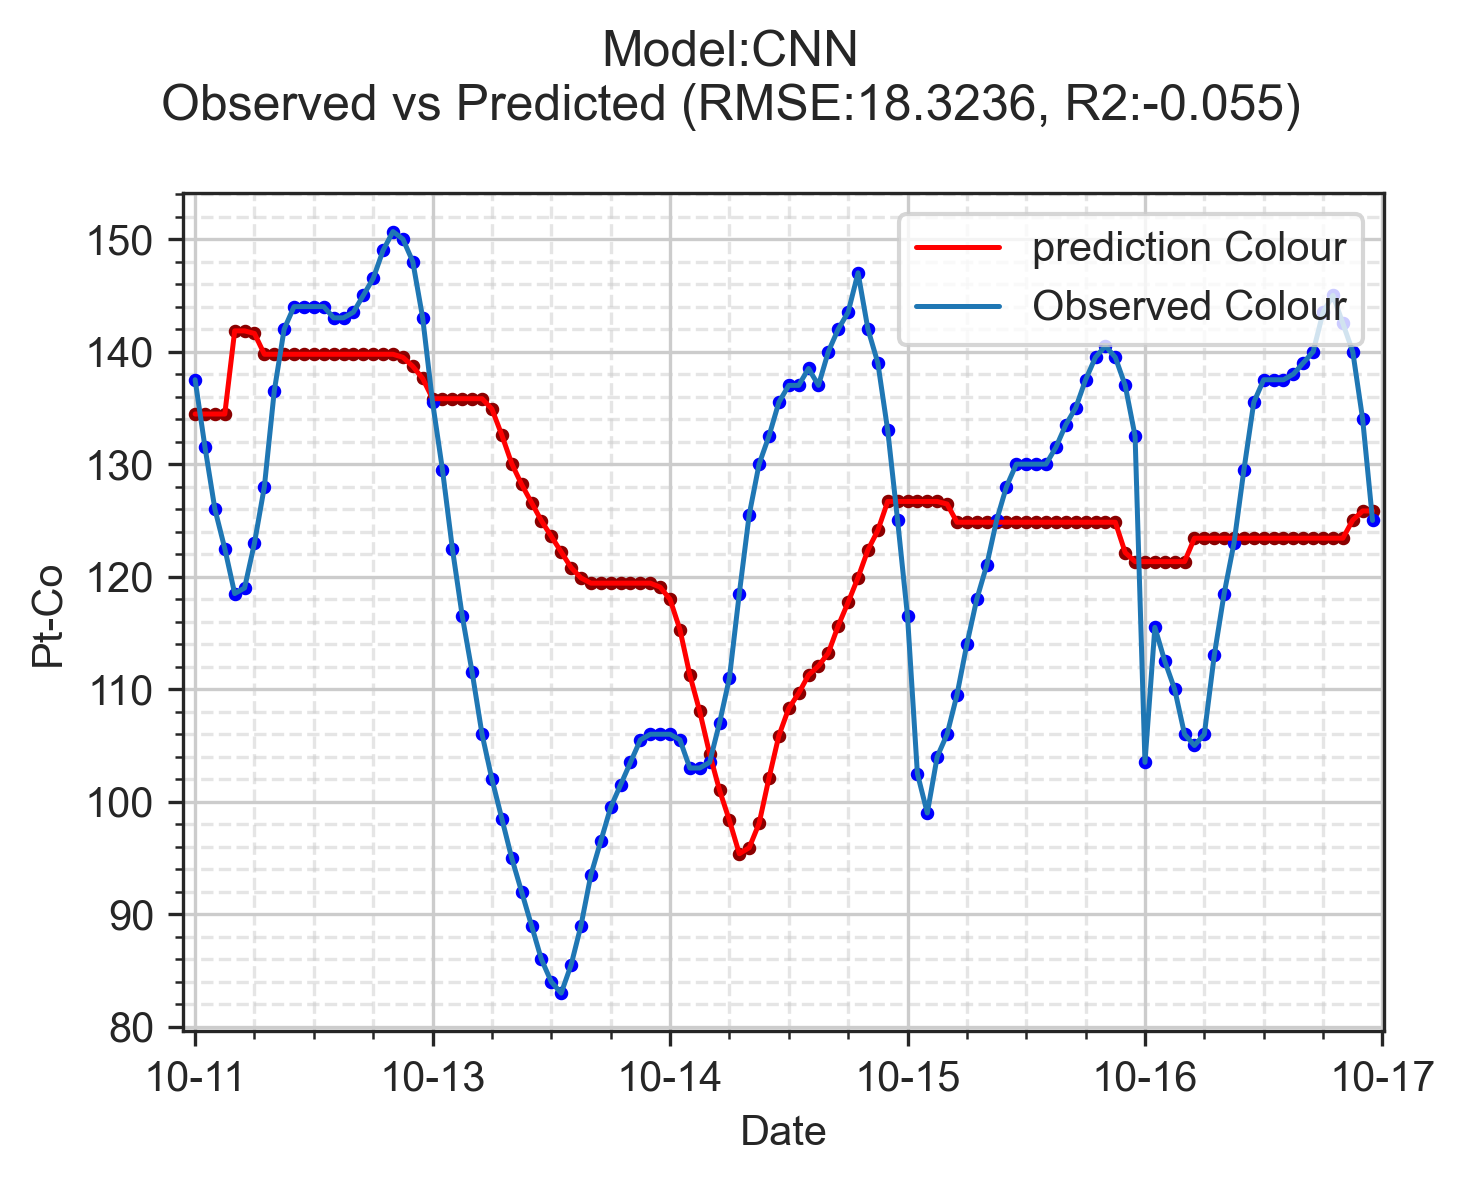 Model:CNN
Observed vs Predicted (RMSE:18.3236, R2:-0.055)
prediction Colour
Observed Colour
150
140
130
120
110
100
90
80
Pt-Co
10-11 10-13 10-14 10-15 10-16 10-17
Date